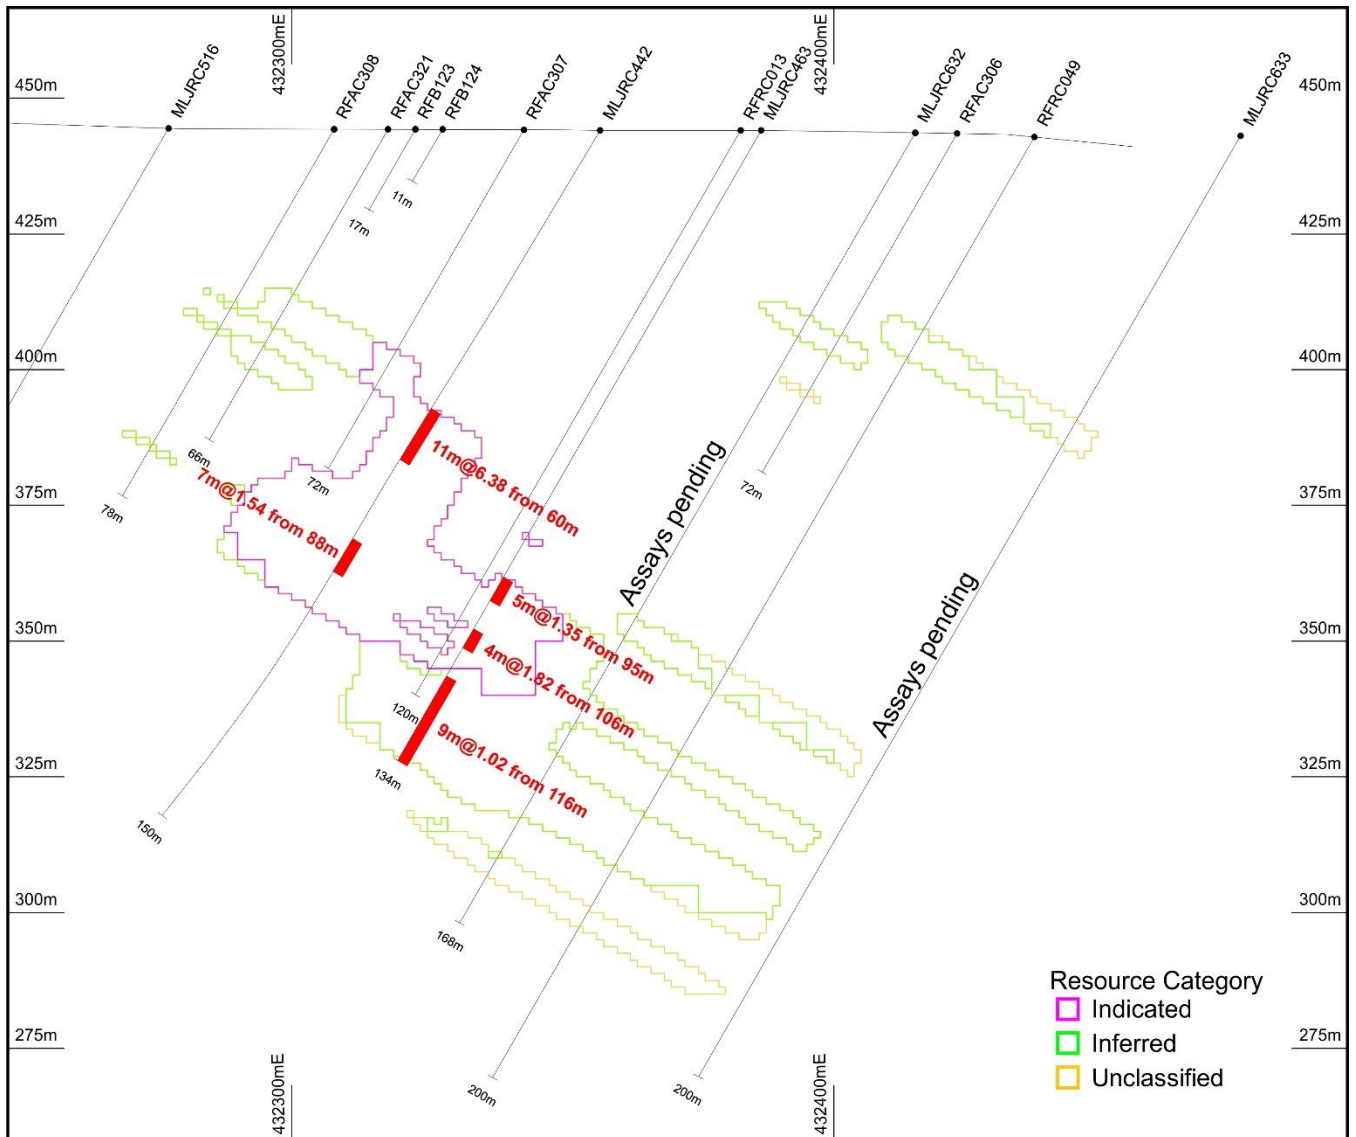 432300mE
432400mE
MLJRC516
RFAC308
RFAC321
RFB123
RFB124
RFAC307
MLJRC442
RFRC013
MLJRC463
MLJRC632
RFAC306
RFRC049
MLJRC633
450m
450m
11m
17m
425m
425m
400m
400m
66m
11m@6.38 from 60m
7m@1.54 from 88m
72m
72m
78m
375m
375m
Assays pending
5m@1.35 from 95m
Assays pending
350m
350m
4m@1.82 from 106m
120m
9m@1.02 from 116m
134m
325m
325m
150m
300m
300m
168m
Resource Category
Indicated
Inferred
Unclassified
275m
275m
200m
200m
432300mE
432400mE